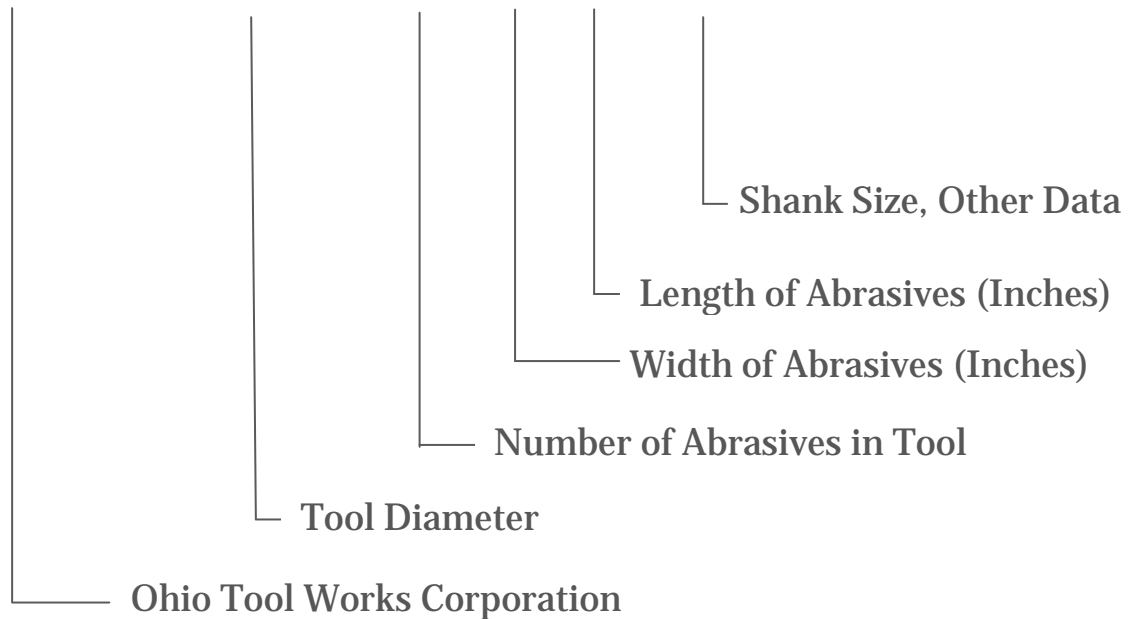 Shank Size, Other Data
Length of Abrasives (Inches)
Width of Abrasives (Inches)
Number of Abrasives in Tool
Tool Diameter
Ohio Tool Works Corporation